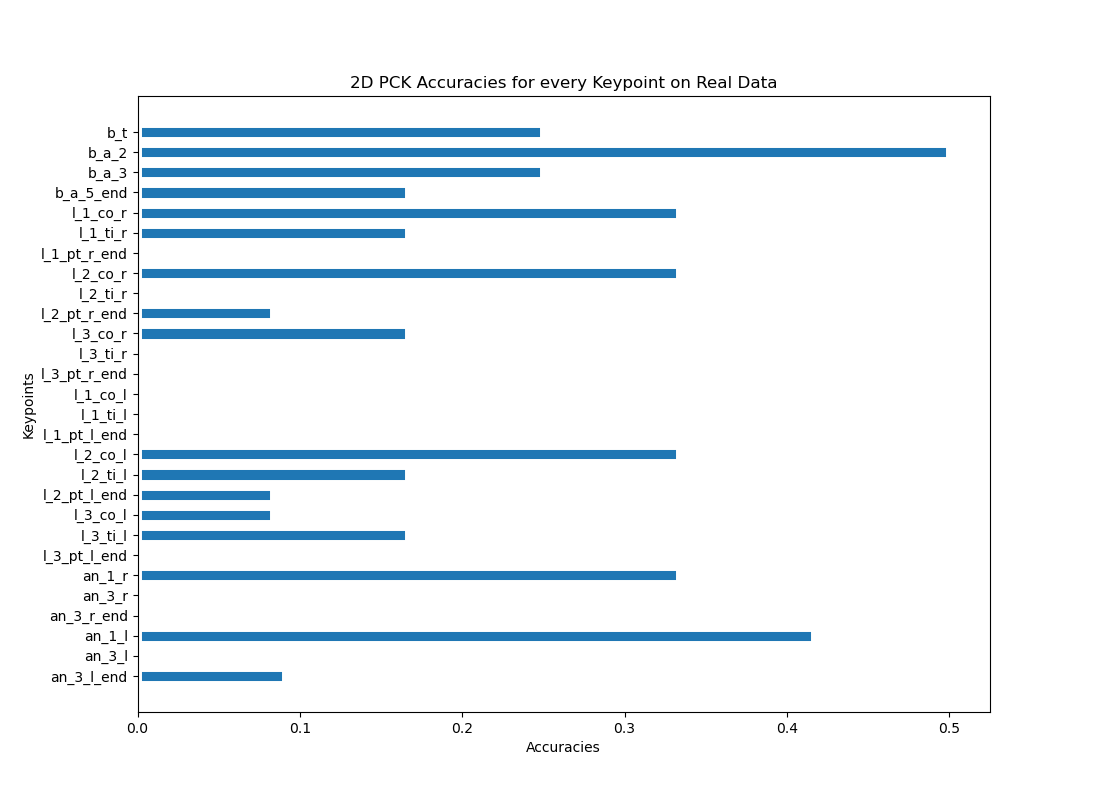 2D PCK Accuracies for every Keypoint on Real Data
b_t
b_a_2
b_a_3
b_a_5_end
l_1_co_r
l_1_ti_r
l_1_pt_r_end
l_2_co_r
l_2_ti_r
l_2_pt_r_end
l_3_co_r
l_3_ti_r
l_3_pt_r_end
l_1_co_l
l_1_ti_l
l_1_pt_l_end
l_2_co_l
l_2_ti_l
l_2_pt_l_end
l_3_co_l
l_3_ti_l
l_3_pt_l_end
an_1_r
an_3_r
an_3_r_end
an_1_l
an_3_l
an_3_l_end
Keypoints
0.0 0.1 0.2 0.3 0.4 0.5
Accuracies